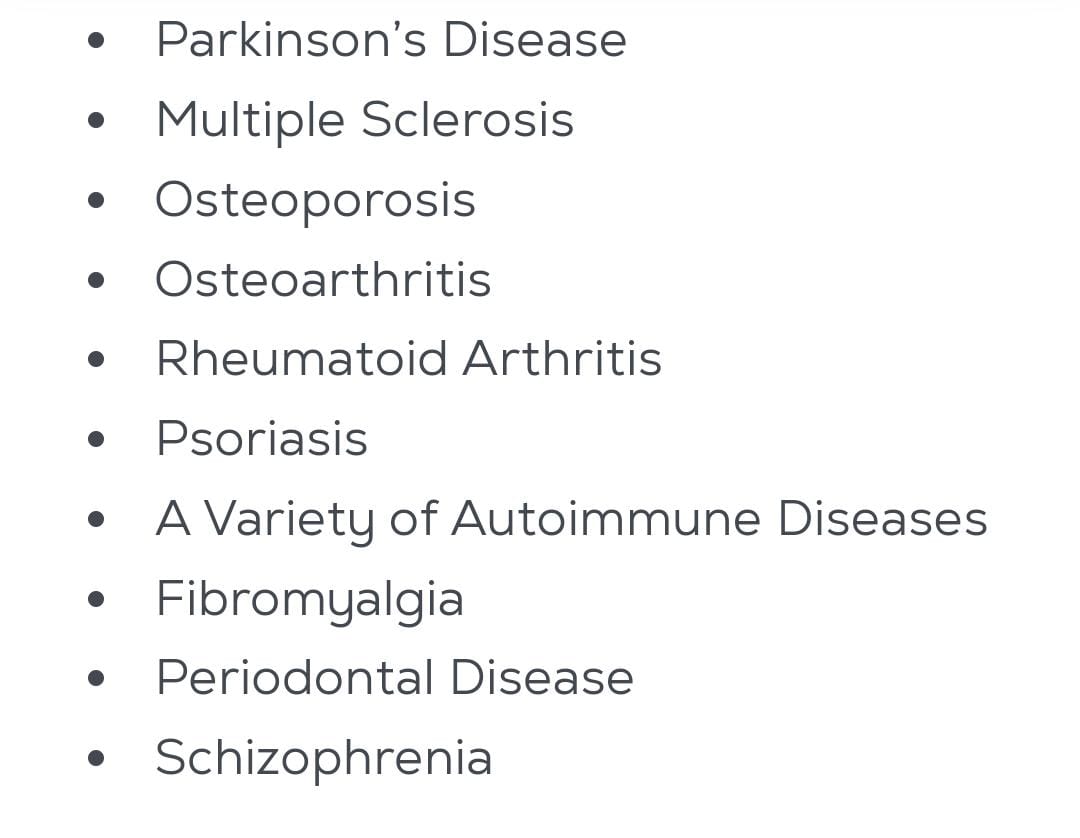 • Parkinson’s Disease
• Multiple Sclerosis
• Osteoporosis
• Osteoarthritis
• Rheumatoid Arthritis
• Psoriasis
• A Variety of Autoimmune Diseases
• Fibromyalgia
• Periodontal Disease
• Schizophrenia